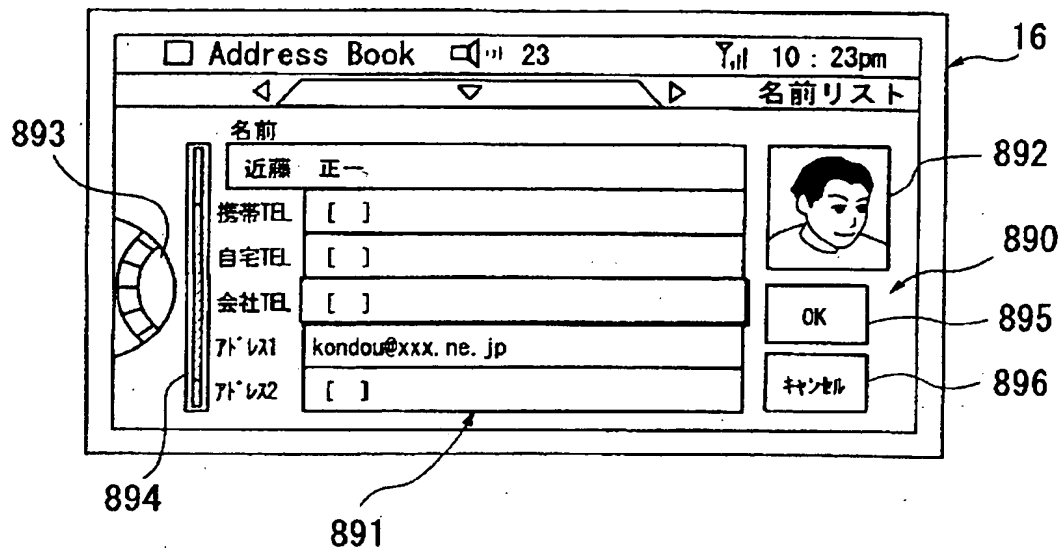 Address Book 23 10 : 23pm
名前リスト
名前
近藤 正一
携帯TEL [ ]
自宅TEL [ ]
会社TEL [ ]
ｱﾄﾞﾚｽ1 kondou@xxx.ne.jp
ｱﾄﾞﾚｽ2 [ ]
OK
ｷｬﾝｾﾙ
16
893
892
890
895
896
894
891